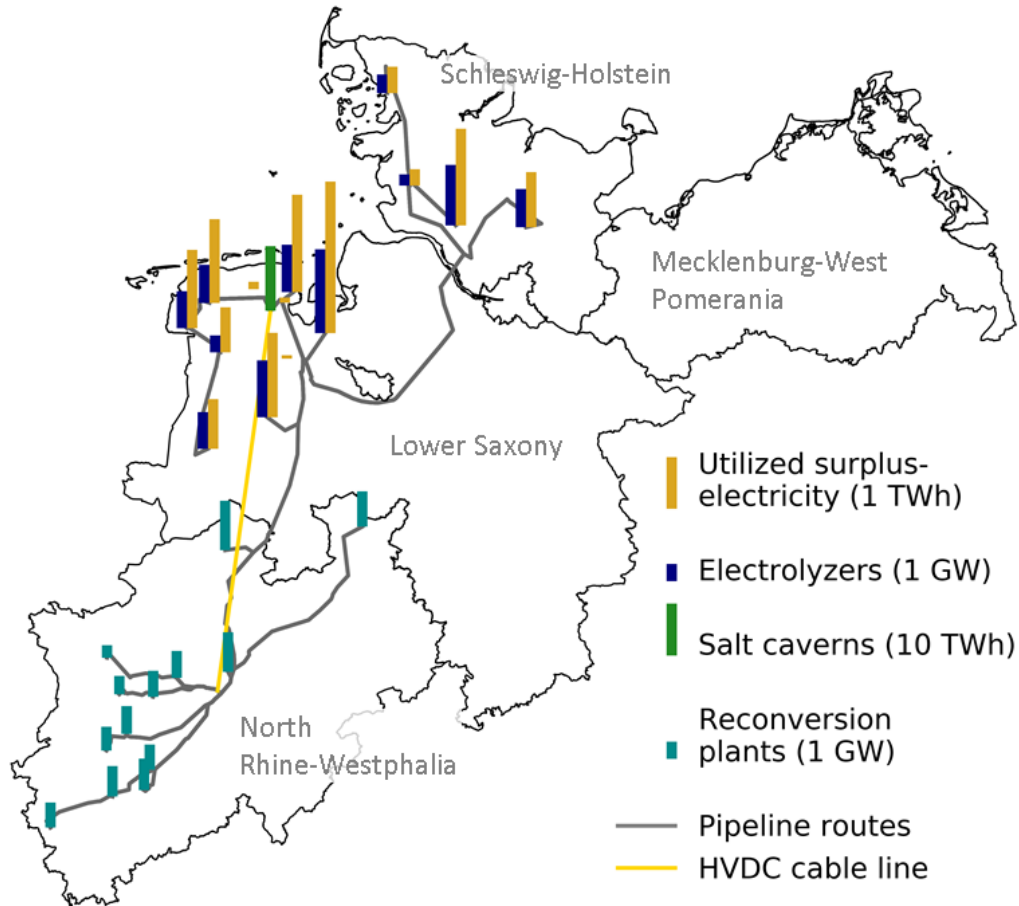 Schleswig-Holstein
Mecklenburg-West
Pomerania
Lower Saxony
North
Rhine-Westphalia
Utilized surplus-
electricity (1 TWh)
Electrolyzers (1 GW)
Salt caverns (10 TWh)
Reconversion
plants (1 GW)
Pipeline routes
HVDC cable line